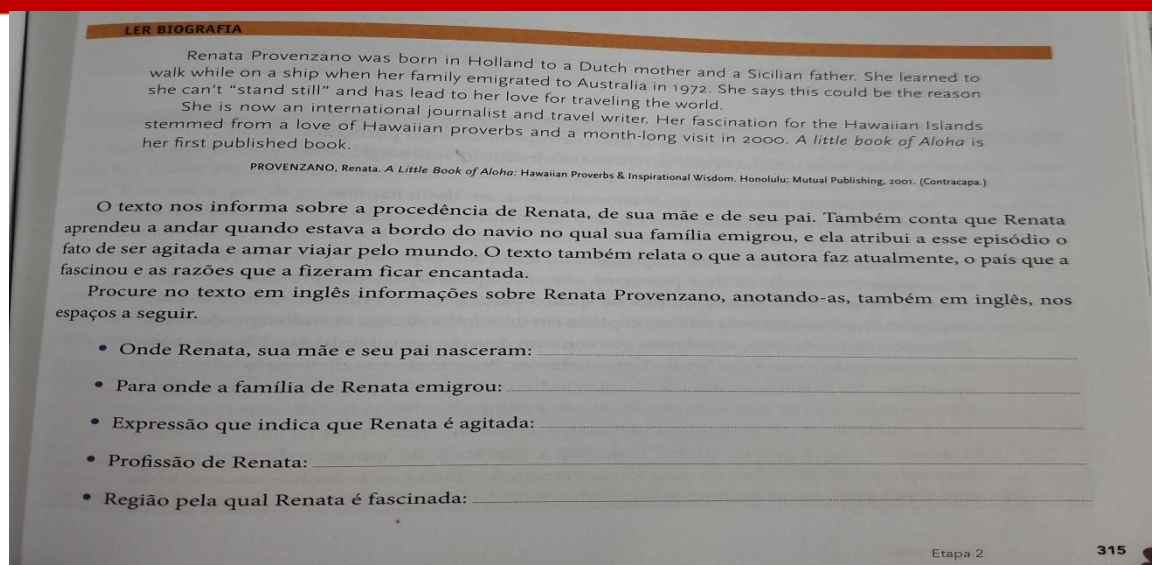 LER BIOGRAFIA
Renata Provenzano was born in Holland to a Dutch mother and a Sicilian father. She learned to
walk while on a ship when her family emigrated to Australia in 1972. She says this could be the reason
she can't "stand still" and has lead to her love for traveling the world.
She is now an international journalist and travel writer. Her fascination for the Hawaiian Islands
stemmed from a love of Hawaiian proverbs and a month-long visit in 2000. A little book of Aloha is
her first published book.
PROVENZANO, Renata. A Little Book of Aloha: Hawaiian Proverbs & Inspirational Wisdom. Honolulu: Mutual Publishing, 2001. (Contracapa.)
O texto nos informa sobre a procedência de Renata, de sua mãe e de seu pai. Também conta que Renata
aprendeu a andar quando estava a bordo do navio no qual sua família emigrou, e ela atribui a esse episódio o
fato de ser agitada e amar viajar pelo mundo. O texto também relata o que a autora faz atualmente, o país que a
fascinou e as razões que a fizeram ficar encantada.
Procure no texto em inglês informações sobre Renata Provenzano, anotando-as, também em inglês, nos
espaços a seguir.
• Onde Renata, sua mãe e seu pai nasceram:
• Para onde a família de Renata emigrou:
• Expressão que indica que Renata é agitada:
• Profissão de Renata:
• Região pela qual Renata é fascinada:
Etapa 2 315